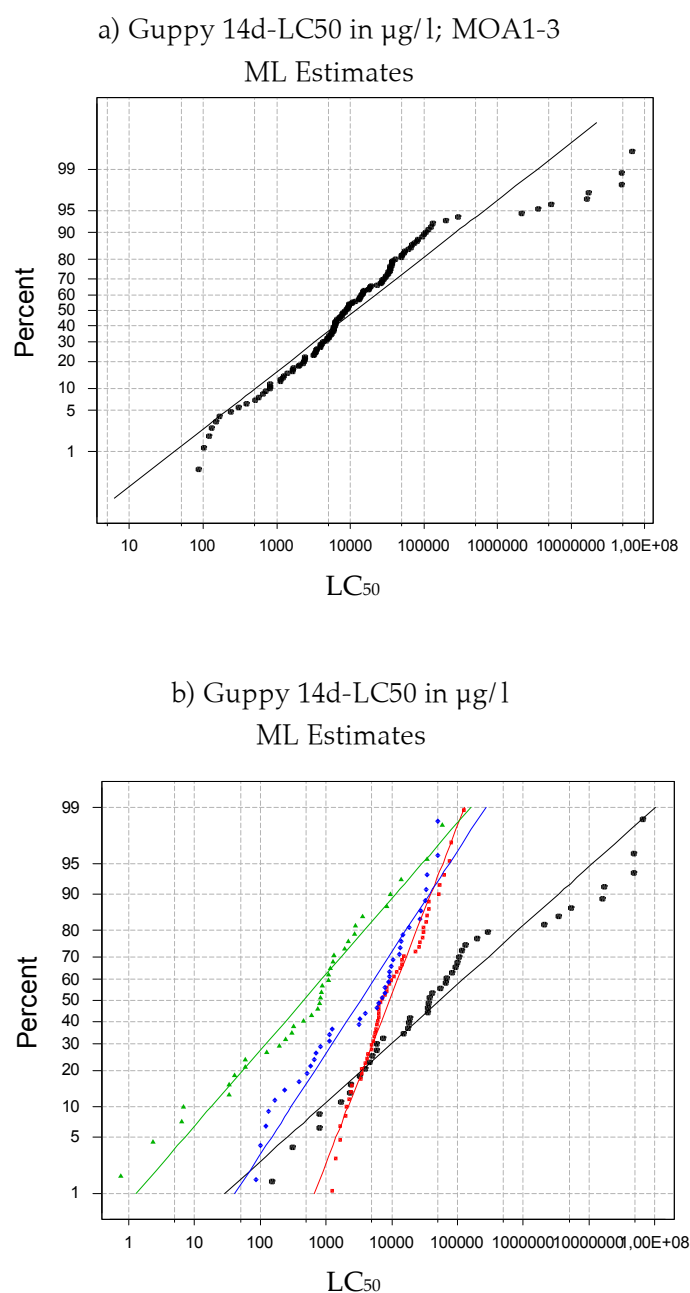 a) Guppy 14d-LC50 in µg/l; MOA1-3
ML Estimates
99
95
90
80
70
60
50
40
30
20
10
5
1
Percent
10 100 1000 10000 100000 1000000 10000000 1,00E+08
LC50
b) Guppy 14d-LC50 in µg/l
ML Estimates
99
95
90
80
70
60
50
40
30
20
10
5
1
Percent
1 10 100 1000 10000 100000 1000000 10000000 1,00E+08
LC50